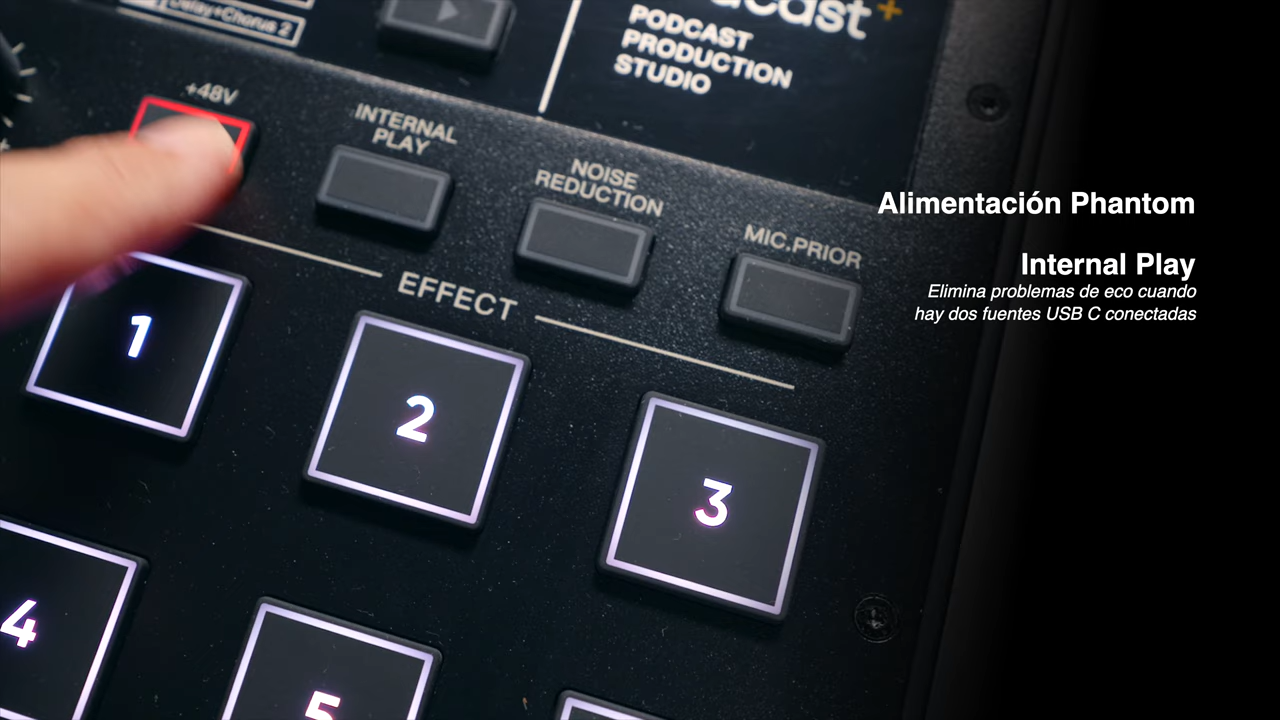 Delay+Chorus 2
dcast+
PODCAST
PRODUCTION
STUDIO
+48V
INTERNAL
PLAY
NOISE
REDUCTION
MIC.PRIOR
EFFECT
1
2
3
4
5
Alimentación Phantom
Internal Play
Elimina problemas de eco cuando
hay dos fuentes USB C conectadas